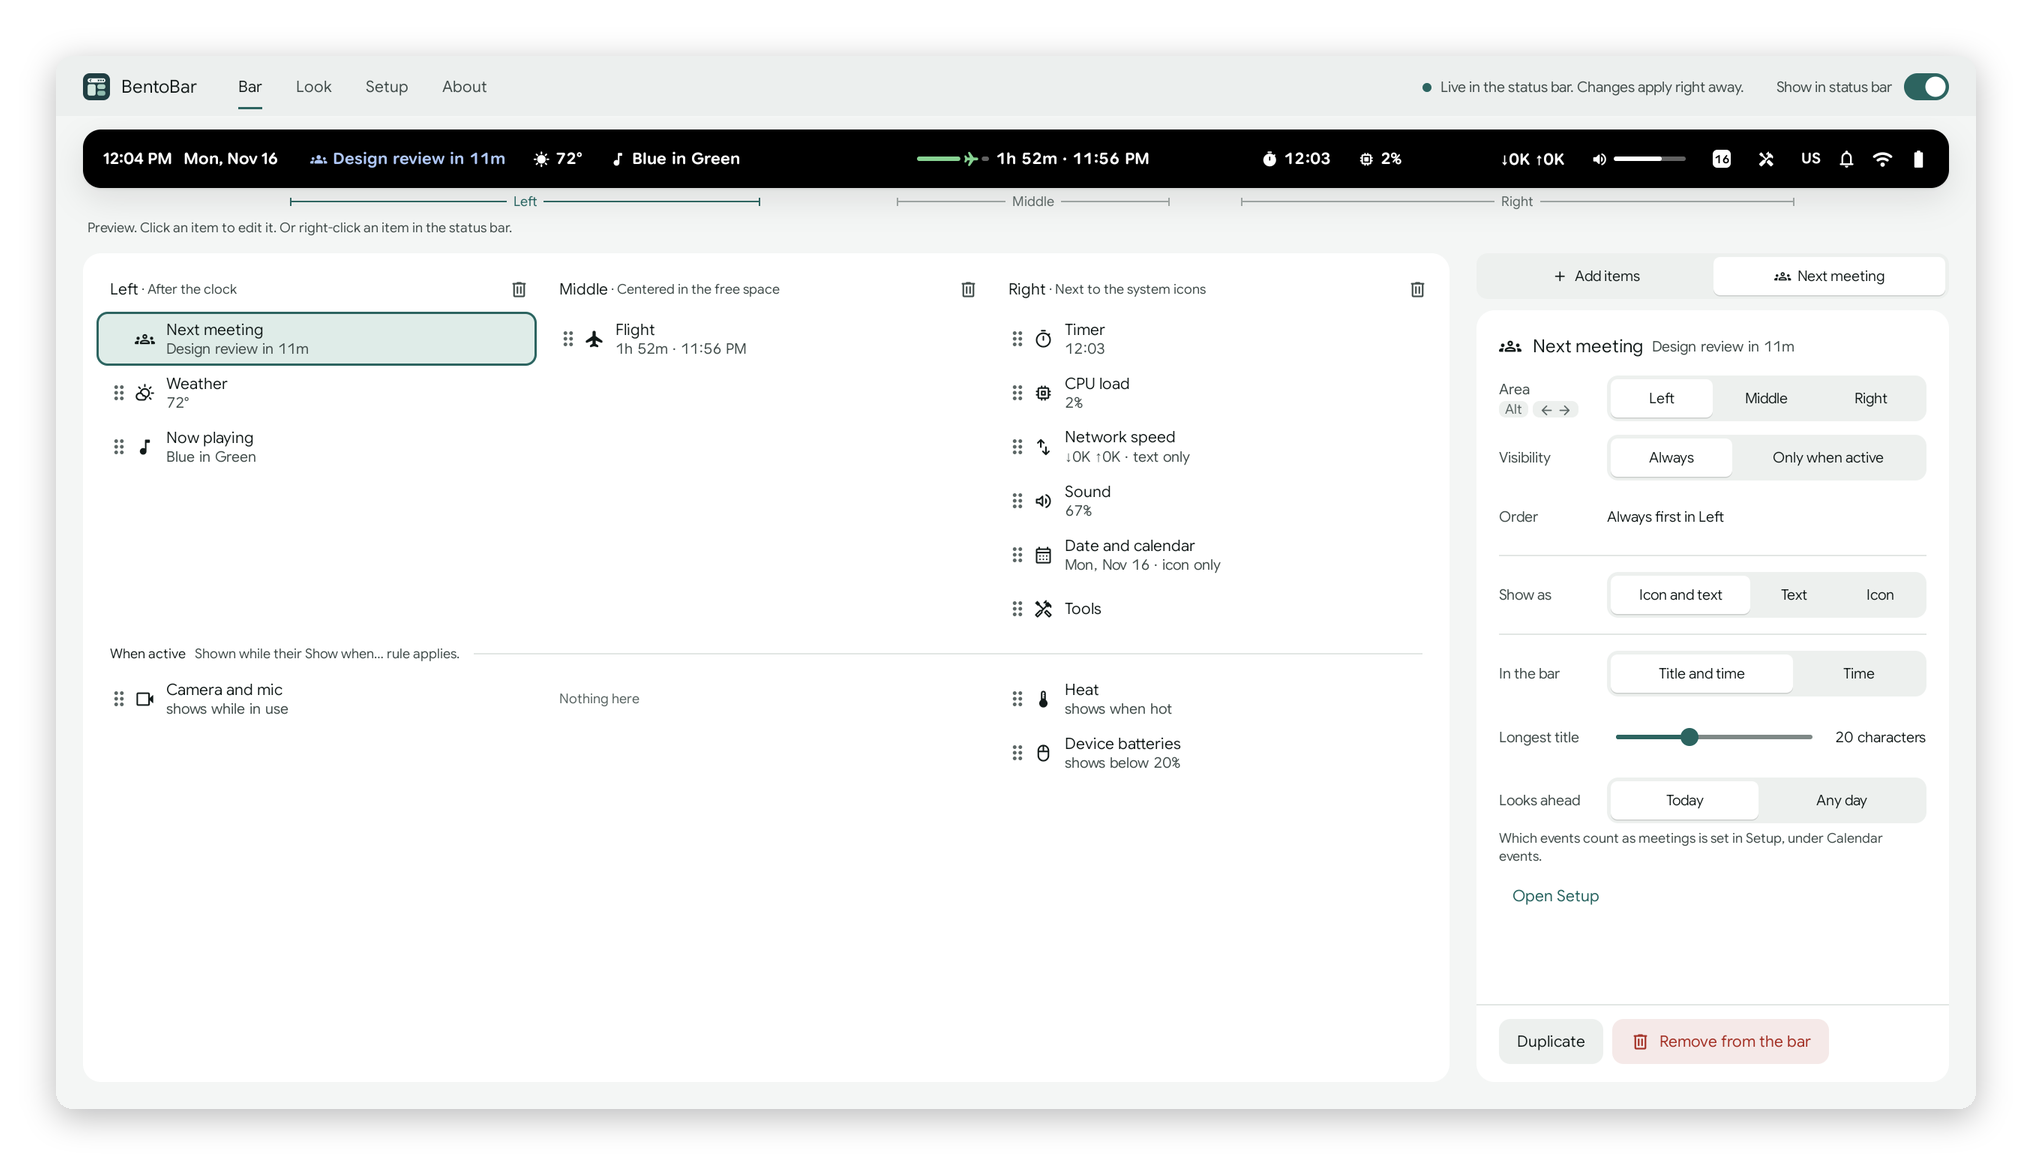 BentoBar Bar Look Setup About Live in the status bar. Changes apply right away. Show in status bar
12:04 PM Mon, Nov 16 Design review in 11m 72° Blue in Green 1h 52m · 11:56 PM 12:03 2% ↓0K ↑0K 16 US
Left Middle Right
Preview. Click an item to edit it. Or right-click an item in the status bar.
Left · After the clock
Next meeting
Design review in 11m
Weather
72°
Now playing
Blue in Green
Middle · Centered in the free space
Flight
1h 52m · 11:56 PM
Right · Next to the system icons
Timer
12:03
CPU load
2%
Network speed
↓0K ↑0K · text only
Sound
67%
Date and calendar
Mon, Nov 16 · icon only
Tools
When active Shown while their Show when... rule applies.
Camera and mic
shows while in use
Nothing here
Heat
shows when hot
Device batteries
shows below 20%
+ Add items Next meeting
Next meeting Design review in 11m
Area
Alt ← →
Left Middle Right
Visibility Always Only when active
Order Always first in Left
Show as Icon and text Text Icon
In the bar Title and time Time
Longest title 20 characters
Looks ahead Today Any day
Which events count as meetings is set in Setup, under Calendar
events.
Open Setup
Duplicate Remove from the bar